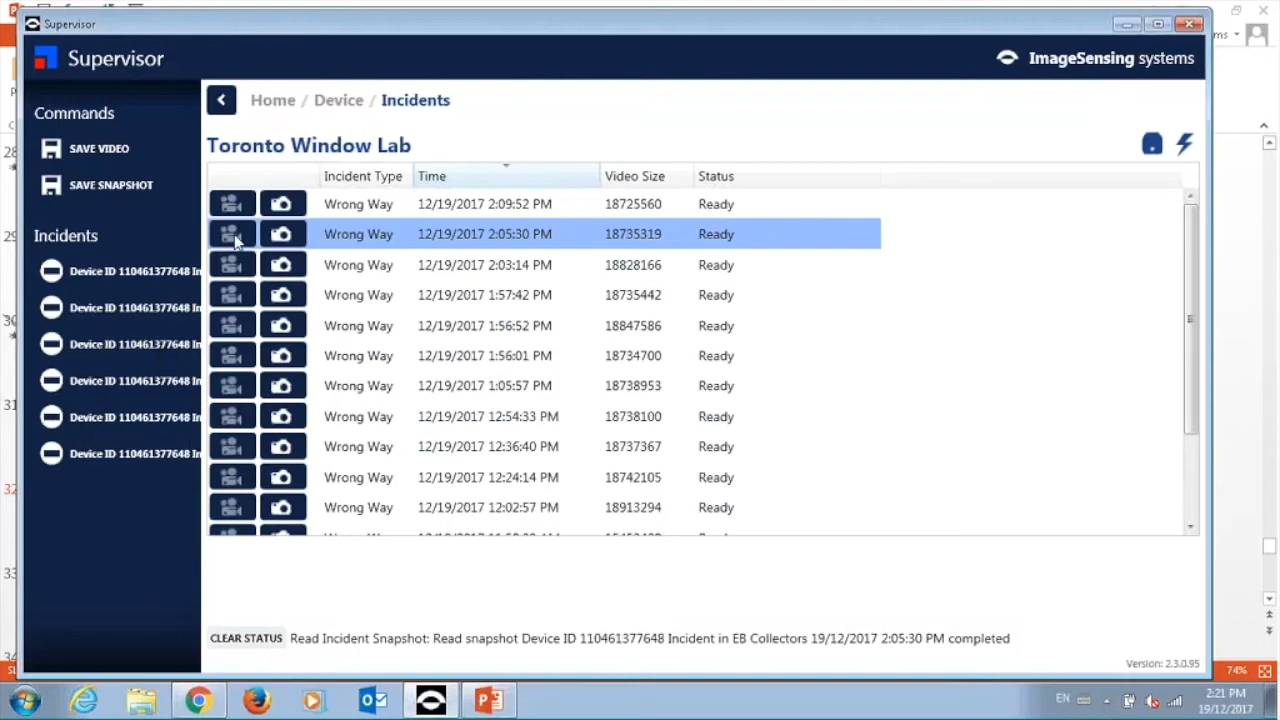 Supervisor
Supervisor
ImageSensing systems
ms
Commands
SAVE VIDEO
SAVE SNAPSHOT
Incidents
Device ID 110461377648 In
Device ID 110461377648 In
Device ID 110461377648 In
Device ID 110461377648 In
Device ID 110461377648 In
Device ID 110461377648 In
Home / Device / Incidents
Toronto Window Lab
Incident Type Time Video Size Status
Wrong Way 12/19/2017 2:09:52 PM 18725560 Ready
Wrong Way 12/19/2017 2:05:30 PM 18735319 Ready
Wrong Way 12/19/2017 2:03:14 PM 18828166 Ready
Wrong Way 12/19/2017 1:57:42 PM 18735442 Ready
Wrong Way 12/19/2017 1:56:52 PM 18847586 Ready
Wrong Way 12/19/2017 1:56:01 PM 18734700 Ready
Wrong Way 12/19/2017 1:05:57 PM 18738953 Ready
Wrong Way 12/19/2017 12:54:33 PM 18738100 Ready
Wrong Way 12/19/2017 12:36:40 PM 18737367 Ready
Wrong Way 12/19/2017 12:24:14 PM 18742105 Ready
Wrong Way 12/19/2017 12:02:57 PM 18913294 Ready
CLEAR STATUS Read Incident Snapshot: Read snapshot Device ID 110461377648 Incident in EB Collectors 19/12/2017 2:05:30 PM completed
Version: 2.3.0.95
28
29
30
31
32
33
34
74%
EN
2:21 PM
19/12/2017